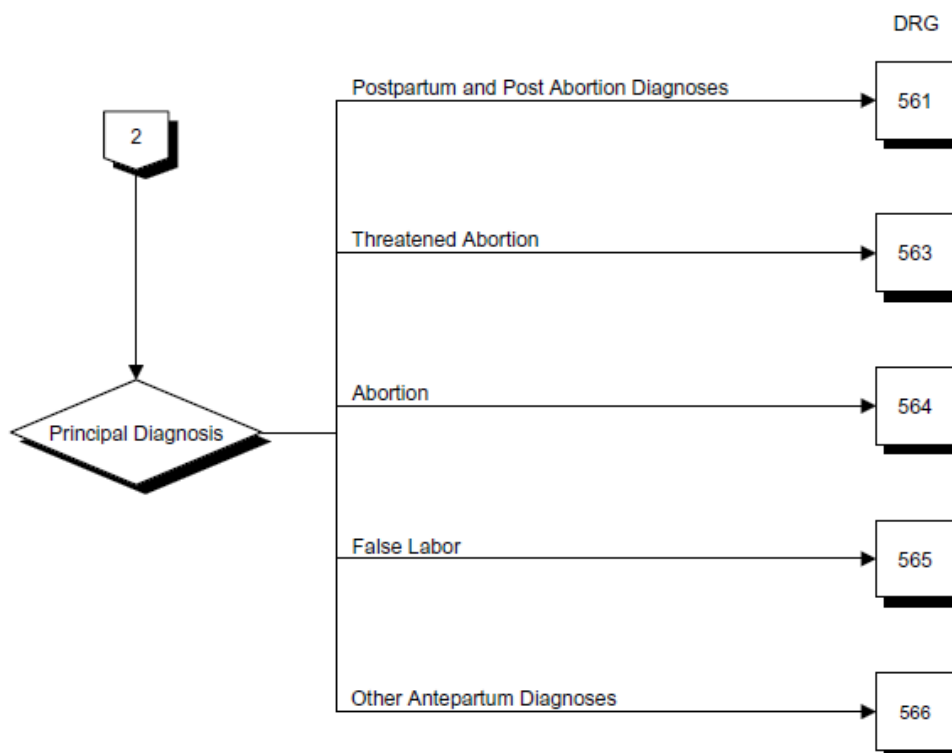 DRG
Postpartum and Post Abortion Diagnoses
561
2
Threatened Abortion
563
Abortion
564
Principal Diagnosis
False Labor
565
Other Antepartum Diagnoses
566